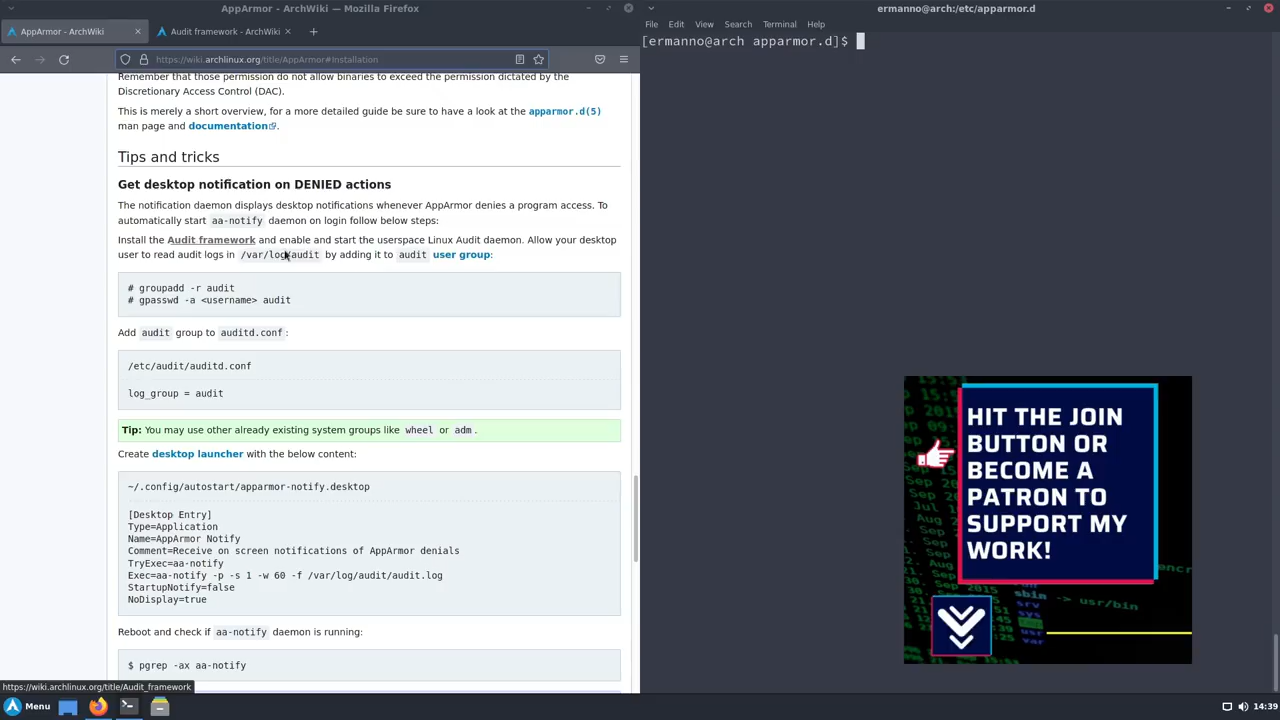 AppArmor - ArchWiki — Mozilla Firefox
AppArmor - ArchWiki
Audit framework - ArchWiki
https://wiki.archlinux.org/title/AppArmor#Installation
Remember that those permission do not allow binaries to exceed the permission dictated by the
Discretionary Access Control (DAC).
This is merely a short overview, for a more detailed guide be sure to have a look at the apparmor.d(5)
man page and documentation.
Tips and tricks
Get desktop notification on DENIED actions
The notification daemon displays desktop notifications whenever AppArmor denies a program access. To
automatically start aa-notify daemon on login follow below steps:
Install the Audit framework and enable and start the userspace Linux Audit daemon. Allow your desktop
user to read audit logs in /var/log/audit by adding it to audit user group:
# groupadd -r audit
# gpasswd -a <username> audit
Add audit group to auditd.conf:
/etc/audit/auditd.conf
log_group = audit
Tip: You may use other already existing system groups like wheel or adm.
Create desktop launcher with the below content:
~/.config/autostart/apparmor-notify.desktop
[Desktop Entry]
Type=Application
Name=AppArmor Notify
Comment=Receive on screen notifications of AppArmor denials
TryExec=aa-notify
Exec=aa-notify -p -s 1 -w 60 -f /var/log/audit/audit.log
StartupNotify=false
NoDisplay=true
Reboot and check if aa-notify daemon is running:
$ pgrep -ax aa-notify
https://wiki.archlinux.org/title/Audit_framework
ermanno@arch:/etc/apparmor.d
File Edit View Search Terminal Help
[ermanno@arch apparmor.d]$
HIT THE JOIN
BUTTON OR
BECOME A
PATRON TO
SUPPORT MY
WORK!
sbin -> usr/bin
srv
sys
usr
var
Menu
14:39